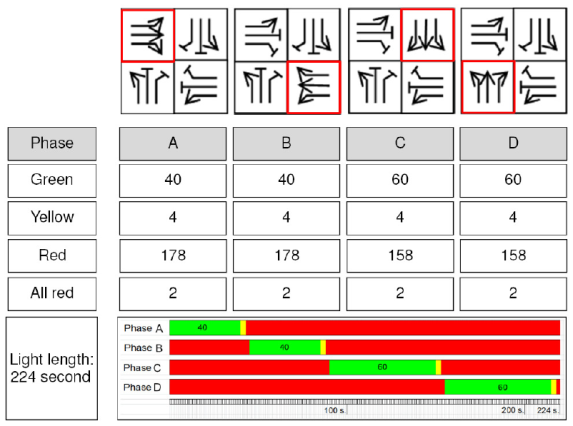 Phase A B C D
Green 40 40 60 60
Yellow 4 4 4 4
Red 178 178 158 158
All red 2 2 2 2
Light length:
224 second
Phase A 40
Phase B 40
Phase C 60
Phase D 60
100 s. 200 s. 224 s.